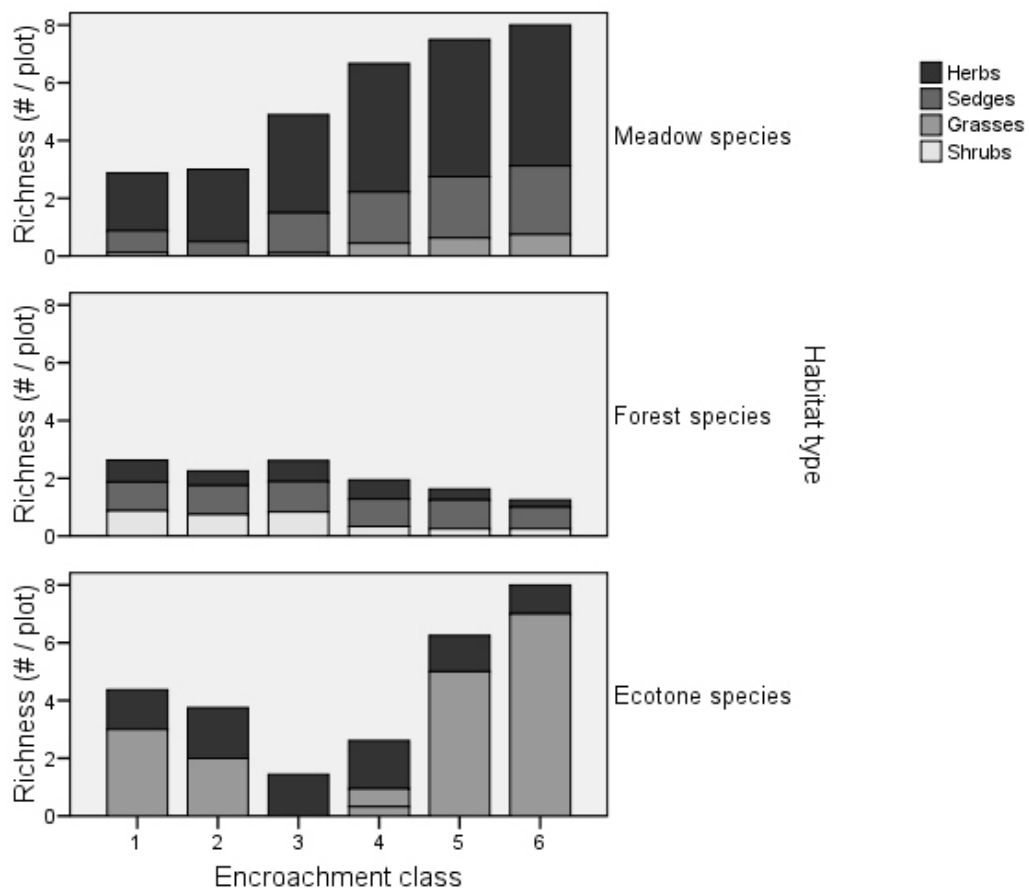 8
6
4
2
0
Richness (# / plot)
Meadow species
Herbs
Sedges
Grasses
Shrubs
8
6
4
2
0
Richness (# / plot)
Forest species
Habitat type
8
6
4
2
0
Richness (# / plot)
Ecotone species
1 2 3 4 5 6
Encroachment class